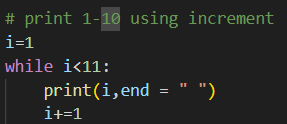 # print 1-10 using increment
i=1
while i<11:
    print(i,end = " ")
    i+=1